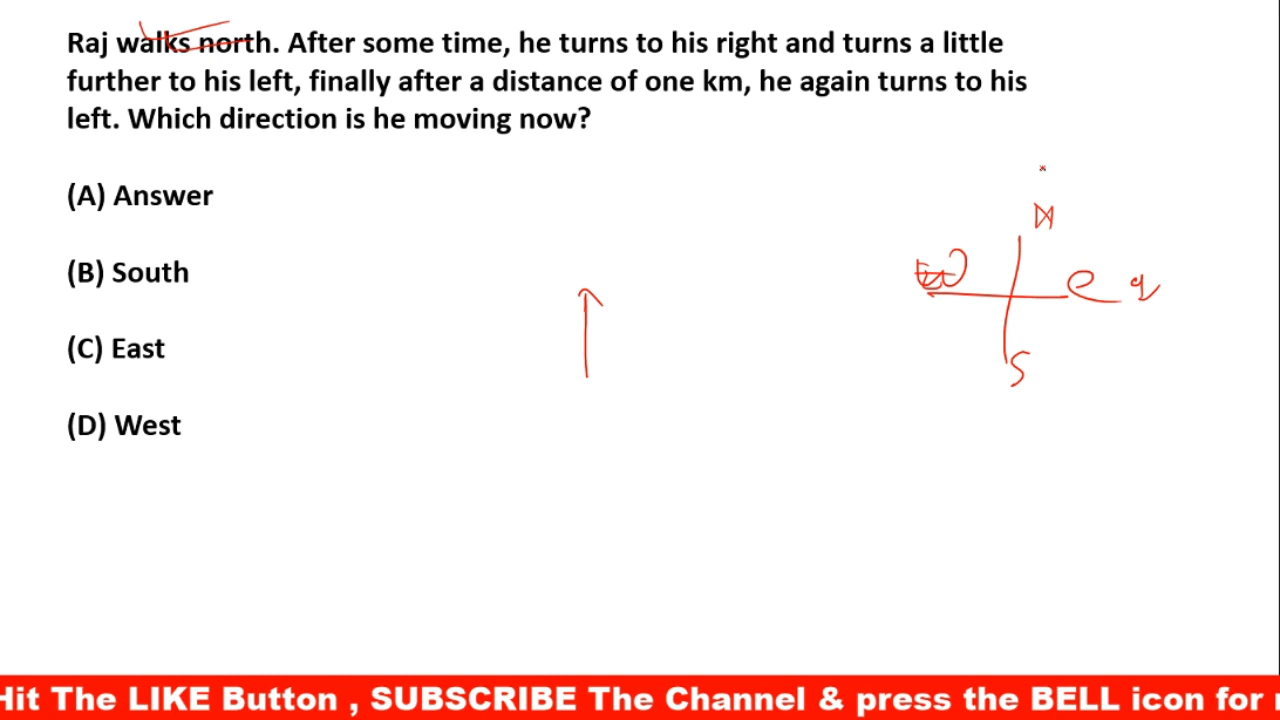 Raj walks north. After some time, he turns to his right and turns a little
further to his left, finally after a distance of one km, he again turns to his
left. Which direction is he moving now?
(A) Answer
(B) South
(C) East
(D) West
N
e
S
Hit The LIKE Button , SUBSCRIBE The Channel & press the BELL icon for